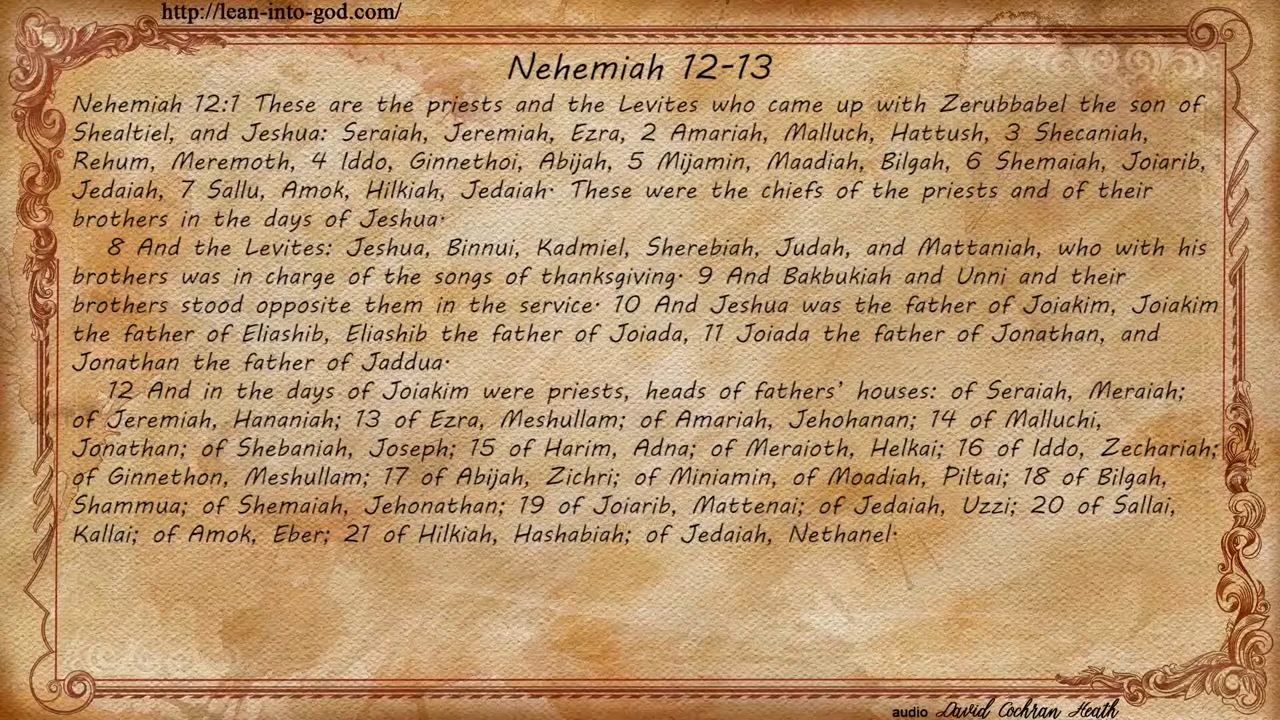 http://lean-into-god.com/
Nehemiah 12-13
Nehemiah 12:1 These are the priests and the Levites who came up with Zerubbabel the son of
Shealtiel, and Jeshua: Seraiah, Jeremiah, Ezra, 2 Amariah, Malluch, Hattush, 3 Shecaniah,
Rehum, Meremoth, 4 Iddo, Ginnethoi, Abijah, 5 Mijamin, Maadiah, Bilgah, 6 Shemaiah, Joiarib,
Jedaiah, 7 Sallu, Amok, Hilkiah, Jedaiah. These were the chiefs of the priests and of their
brothers in the days of Jeshua.
8 And the Levites: Jeshua, Binnui, Kadmiel, Sherebiah, Judah, and Mattaniah, who with his
brothers was in charge of the songs of thanksgiving. 9 And Bakbukiah and Unni and their
brothers stood opposite them in the service. 10 And Jeshua was the father of Joiakim, Joiakim
the father of Eliashib, Eliashib the father of Joiada, 11 Joiada the father of Jonathan, and
Jonathan the father of Jaddua.
12 And in the days of Joiakim were priests, heads of fathers’ houses: of Seraiah, Meraiah;
of Jeremiah, Hananiah; 13 of Ezra, Meshullam; of Amariah, Jehohanan; 14 of Malluchi,
Jonathan; of Shebaniah, Joseph; 15 of Harim, Adna; of Meraioth, Helkai; 16 of Iddo, Zechariah;
of Ginnethon, Meshullam; 17 of Abijah, Zichri; of Miniamin, of Moadiah, Piltai; 18 of Bilgah,
Shammua; of Shemaiah, Jehonathan; 19 of Joiarib, Mattenai; of Jedaiah, Uzzi; 20 of Sallai,
Kallai; of Amok, Eber; 21 of Hilkiah, Hashabiah; of Jedaiah, Nethanel.
audio David Cochran Heath